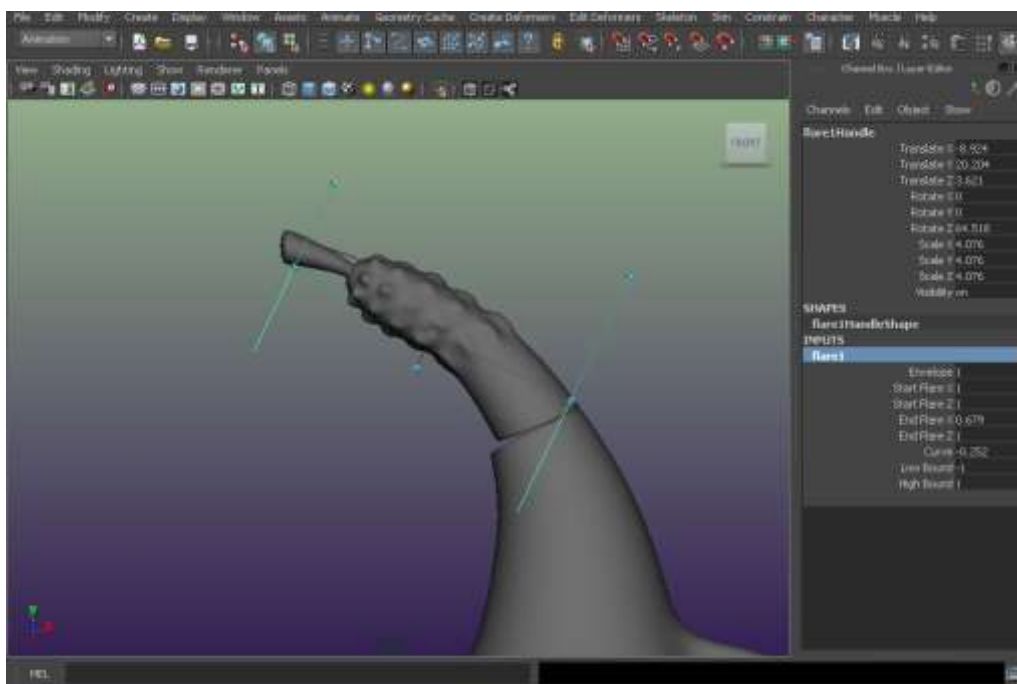 File Edit Modify Create Display Window Assets Animate Geometry Cache Create Deformers Edit Deformers Skeleton Skin Constrain Character Muscle Help
Animation
View Shading Lighting Show Renderer Panels
Channel Box / Layer Editor
Channels Edit Object Show
flare1Handle
Translate X -8.924
Translate Y 20.204
Translate Z 3.621
Rotate X 0
Rotate Y 0
Rotate Z 64.518
Scale X 4.076
Scale Y 4.076
Scale Z 4.076
Visibility on
SHAPES
flare1HandleShape
INPUTS
flare1
Envelope 1
Start Flare X 1
Start Flare Z 1
End Flare X 0.679
End Flare Z 1
Curve -0.252
Low Bound -1
High Bound 1
FRONT
MEL